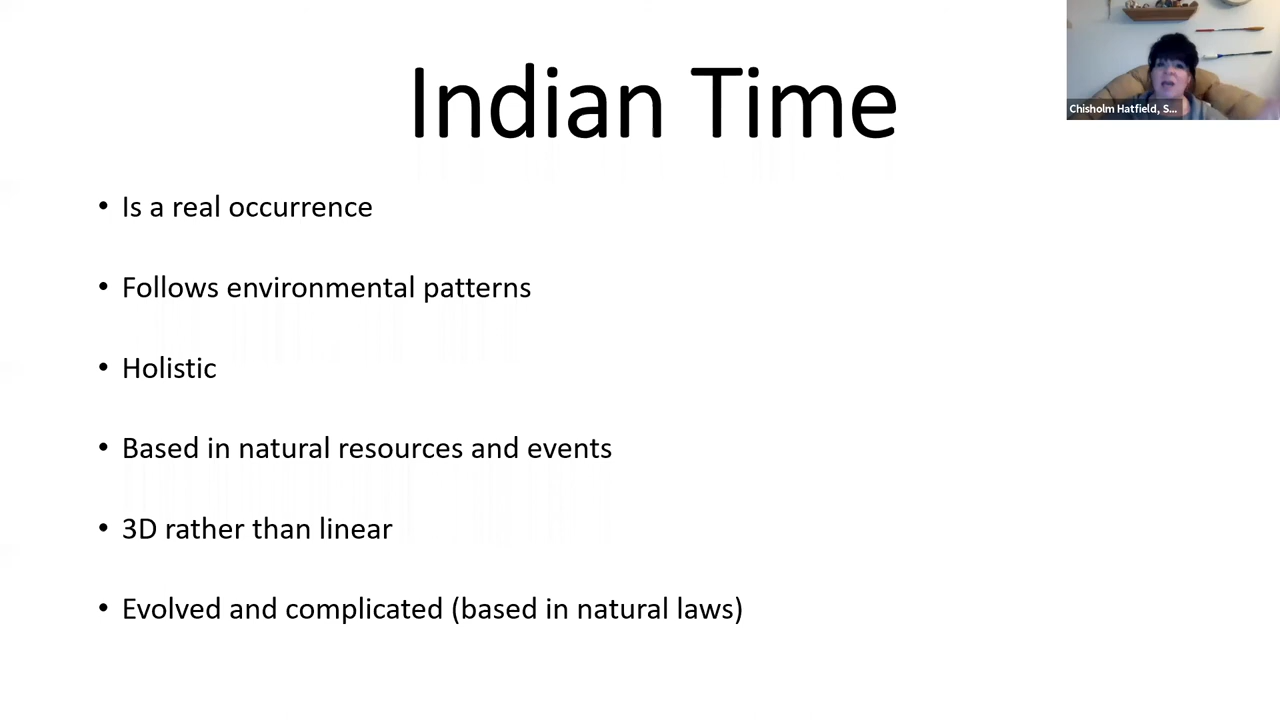 Indian Time
Chisholm Hatfield, S...
• Is a real occurrence
• Follows environmental patterns
• Holistic
• Based in natural resources and events
• 3D rather than linear
• Evolved and complicated (based in natural laws)